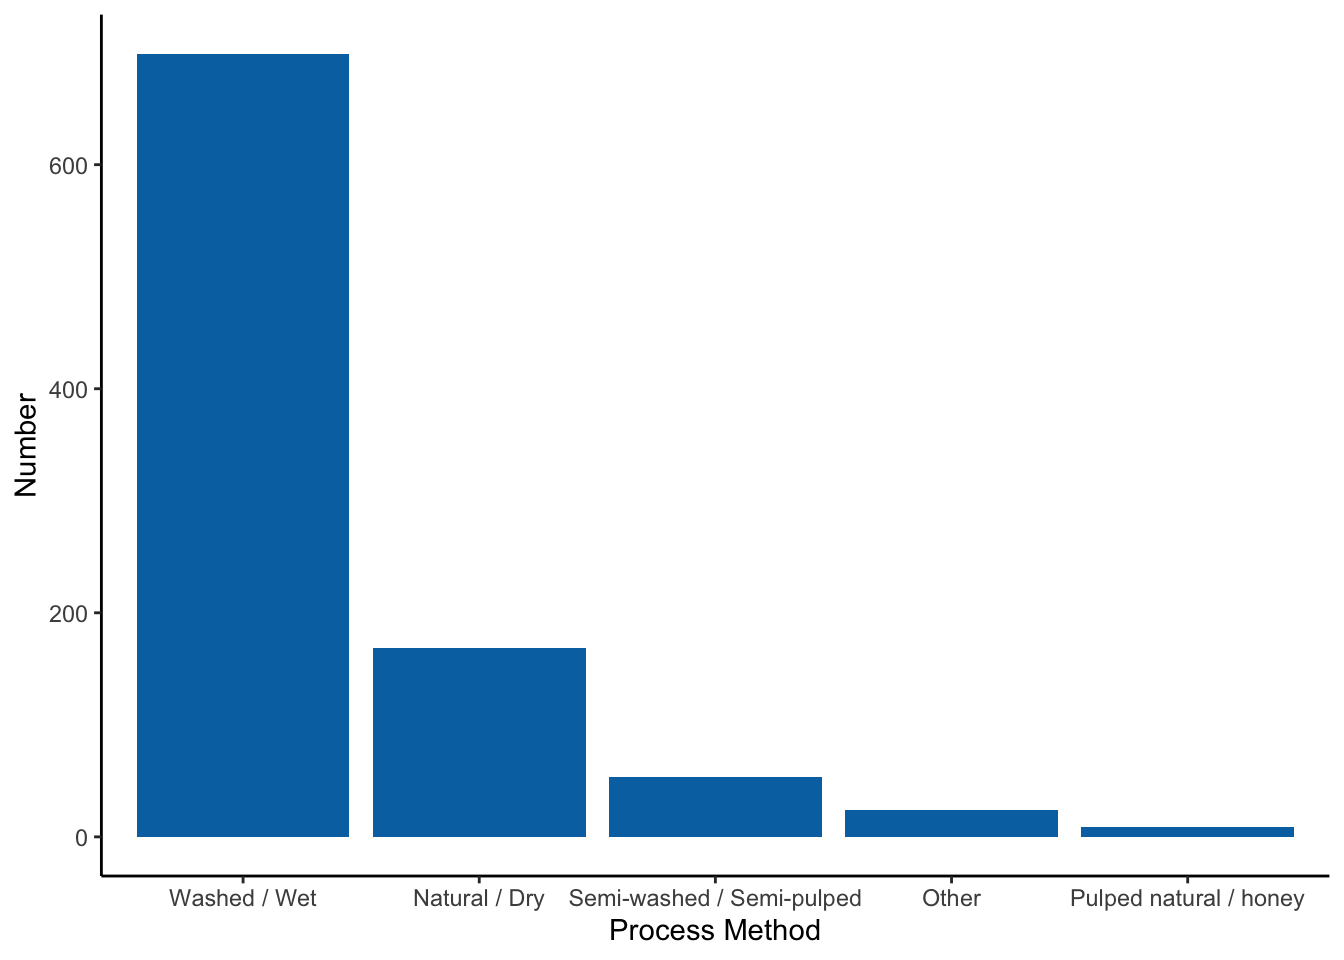 Number
600
400
200
0
Washed / Wet
Natural / Dry
Semi-washed / Semi-pulped
Other
Pulped natural / honey
Process Method